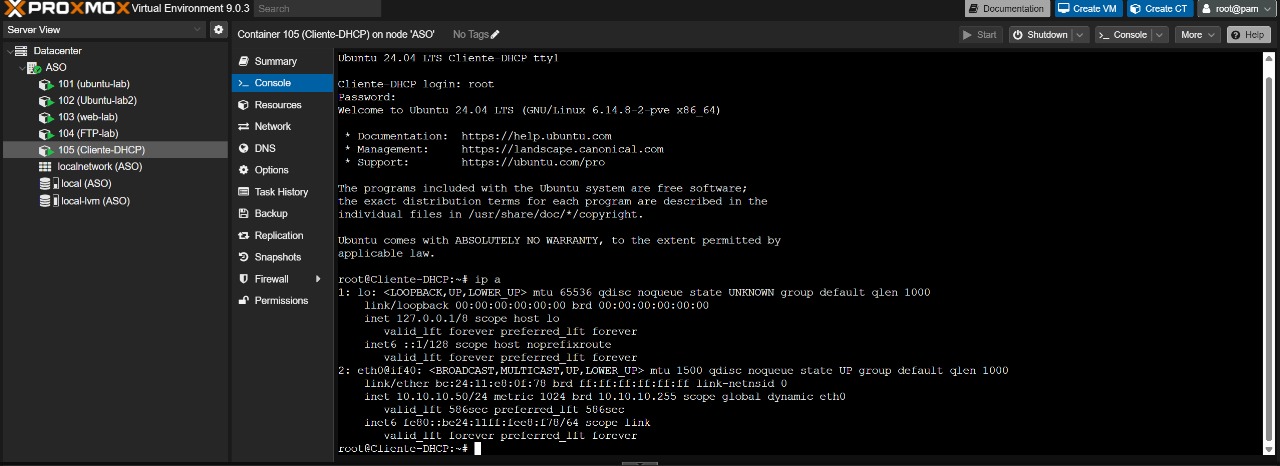 PROXMOX Virtual Environment 9.0.3 Search Documentation Create VM Create CT root@pam
Server View
Container 105 (Cliente-DHCP) on node 'ASO' No Tags Start Shutdown Console More Help
Datacenter
ASO
101 (ubuntu-lab)
102 (Ubuntu-lab2)
103 (web-lab)
104 (FTP-lab)
105 (Cliente-DHCP)
localnetwork (ASO)
local (ASO)
local-lvm (ASO)
Summary
Console
Resources
Network
DNS
Options
Task History
Backup
Replication
Snapshots
Firewall
Permissions
Ubuntu 24.04 LTS Cliente-DHCP tty1
Cliente-DHCP login: root
Password:
Welcome to Ubuntu 24.04 LTS (GNU/Linux 6.14.8-2-pve x86_64)
* Documentation: https://help.ubuntu.com
* Management: https://landscape.canonical.com
* Support: https://ubuntu.com/pro
The programs included with the Ubuntu system are free software;
the exact distribution terms for each program are described in the
individual files in /usr/share/doc/*/copyright.
Ubuntu comes with ABSOLUTELY NO WARRANTY, to the extent permitted by
applicable law.
root@Cliente-DHCP:~# ip a
1: lo: <LOOPBACK,UP,LOWER_UP> mtu 65536 qdisc noqueue state UNKNOWN group default qlen 1000
link/loopback 00:00:00:00:00:00 brd 00:00:00:00:00:00
inet 127.0.0.1/8 scope host lo
valid_lft forever preferred_lft forever
inet6 ::1/128 scope host noprefixroute
valid_lft forever preferred_lft forever
2: eth0@if40: <BROADCAST,MULTICAST,UP,LOWER_UP> mtu 1500 qdisc noqueue state UP group default qlen 1000
link/ether bc:24:11:e8:0f:78 brd ff:ff:ff:ff:ff:ff link-netnsid 0
inet 10.10.10.50/24 metric 1024 brd 10.10.10.255 scope global dynamic eth0
valid_lft 586sec preferred_lft 586sec
inet6 fe80::be24:11ff:fee8:f78/64 scope link
valid_lft forever preferred_lft forever
root@Cliente-DHCP:~#